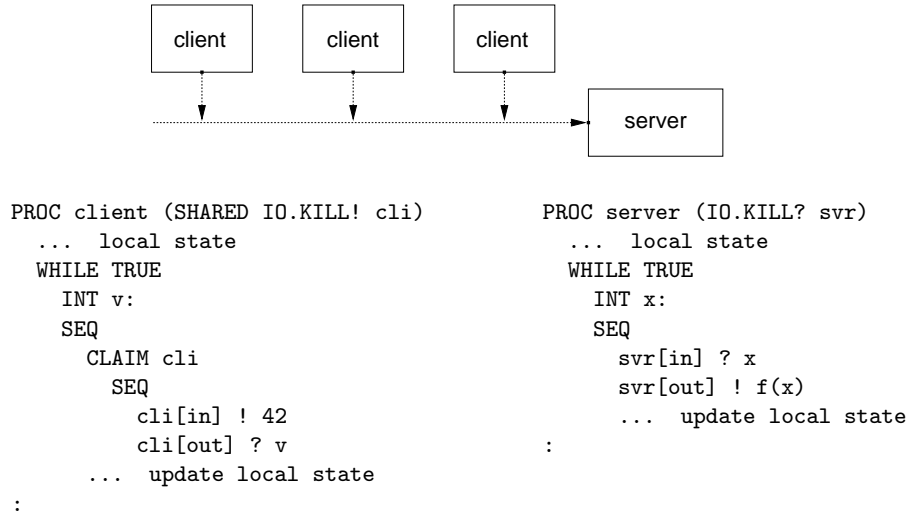 client client client
server
PROC client (SHARED IO.KILL! cli)
... local state
WHILE TRUE
INT v:
SEQ
CLAIM cli
SEQ
cli[in] ! 42
cli[out] ? v
... update local state
:
PROC server (IO.KILL? svr)
... local state
WHILE TRUE
INT x:
SEQ
svr[in] ? x
svr[out] ! f(x)
... update local state
: